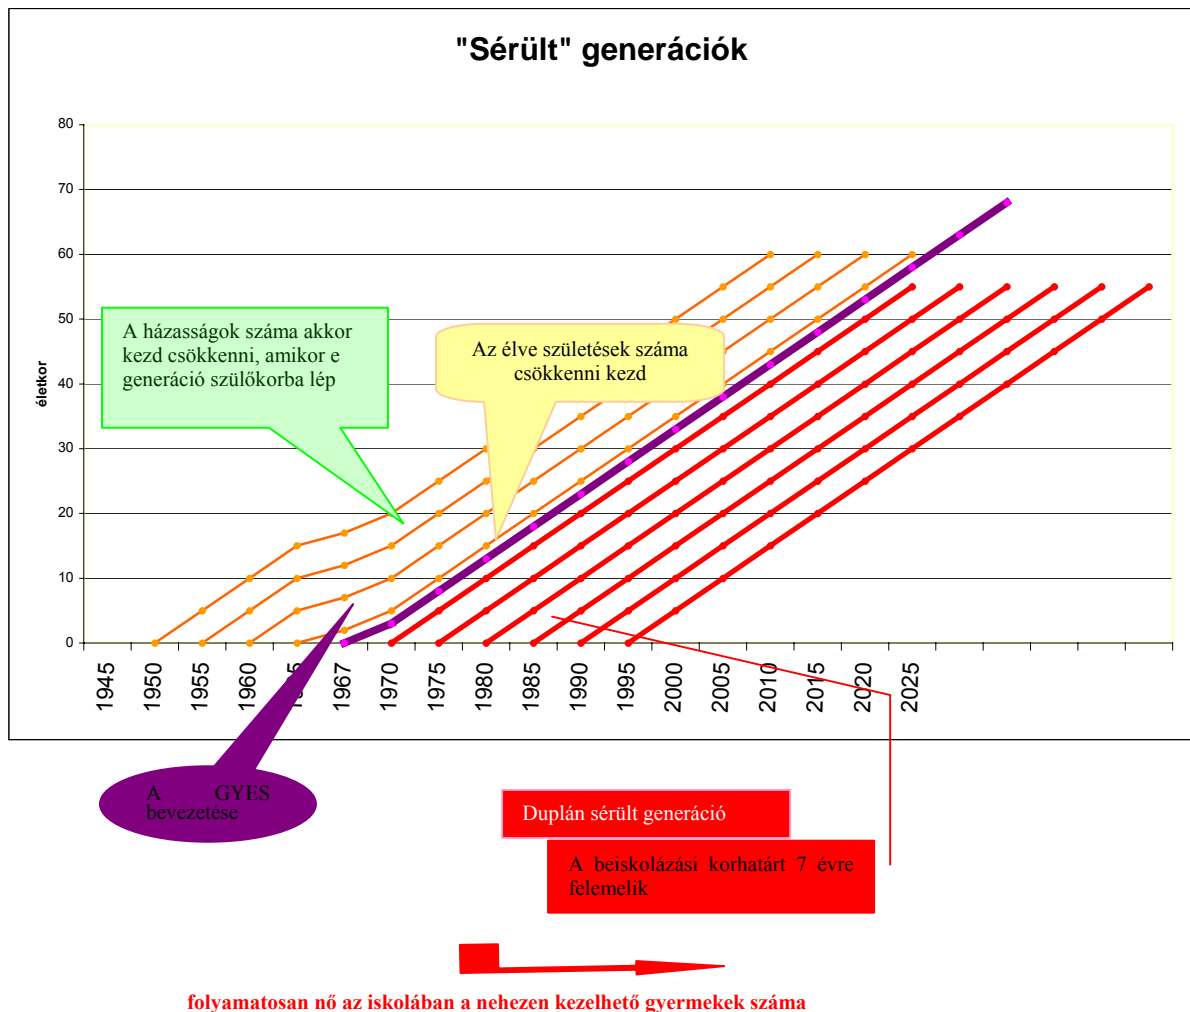 "Sérült" generációk
80
70
60
50
40
30
20
10
0
életkor
A házasságok száma akkor
kezd csökkenni, amikor e
generáció szülőkorba lép
Az élve születések száma
csökkenni kezd
1945
1950
1955
1960
1967
1970
1975
1980
1985
1990
1995
2000
2005
2010
2015
2020
2025
A GYES
bevezetése
Duplán sérült generáció
A beiskolázási korhatárt 7 évre
felemelik
folyamatosan nő az iskolában a nehezen kezelhető gyermekek száma